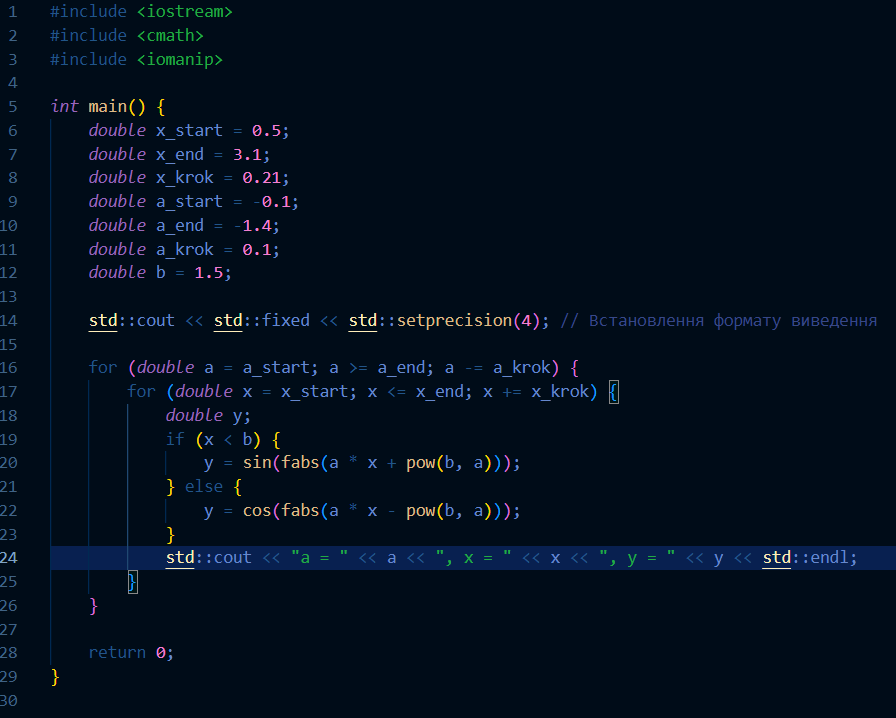 1 #include <iostream>
2 #include <cmath>
3 #include <iomanip>
4
5 int main() {
6     double x_start = 0.5;
7     double x_end = 3.1;
8     double x_krok = 0.21;
9     double a_start = -0.1;
10     double a_end = -1.4;
11     double a_krok = 0.1;
12     double b = 1.5;
13
14     std::cout << std::fixed << std::setprecision(4); // Встановлення формату виведення
15
16     for (double a = a_start; a >= a_end; a -= a_krok) {
17         for (double x = x_start; x <= x_end; x += x_krok) {
18             double y;
19             if (x < b) {
20                 y = sin(fabs(a * x + pow(b, a)));
21             } else {
22                 y = cos(fabs(a * x - pow(b, a)));
23             }
24             std::cout << "a = " << a << ", x = " << x << ", y = " << y << std::endl;
25         }
26     }
27
28     return 0;
29 }
30